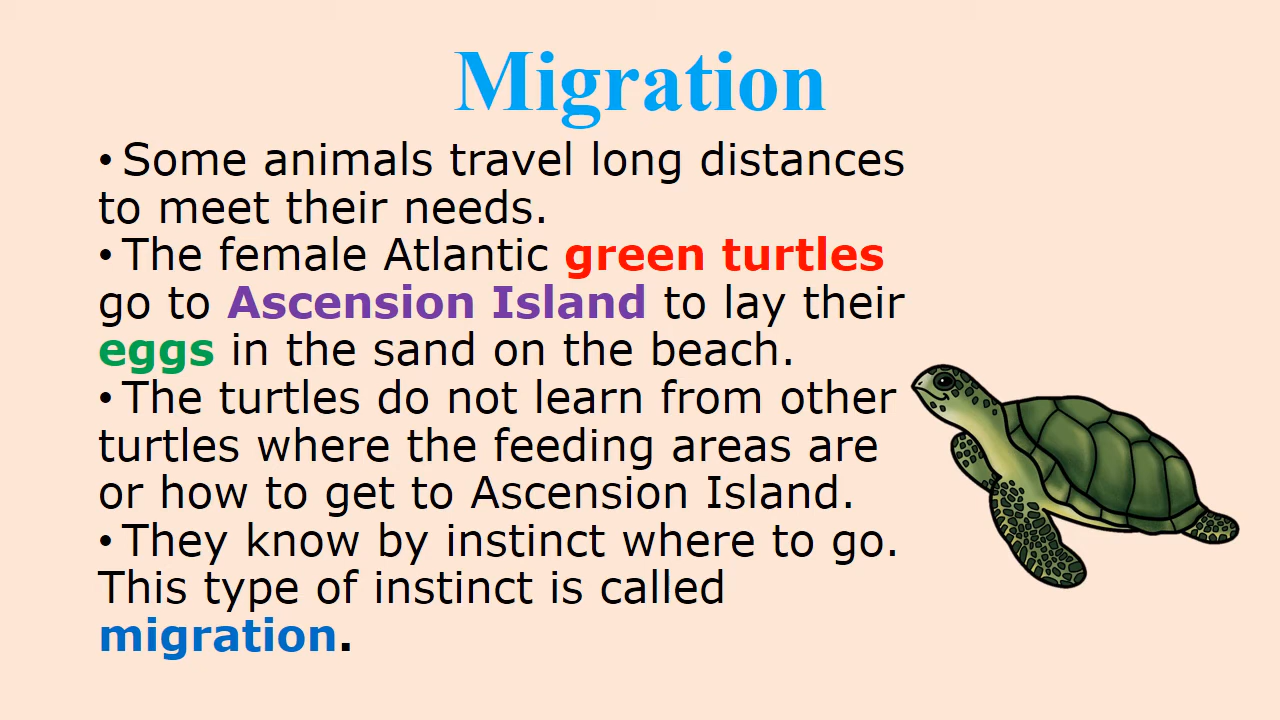 Migration
• Some animals travel long distances
to meet their needs.
• The female Atlantic green turtles
go to Ascension Island to lay their
eggs in the sand on the beach.
• The turtles do not learn from other
turtles where the feeding areas are
or how to get to Ascension Island.
• They know by instinct where to go.
This type of instinct is called
migration.